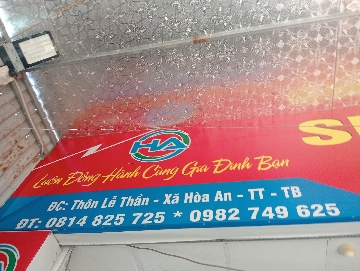 HA
Luôn Đồng Hành Cùng Gia Đình Bạn
ĐC: Thôn Lễ Thần - Xã Hòa An - TT - TB
ĐT: 0814 825 725 * 0982 749 625